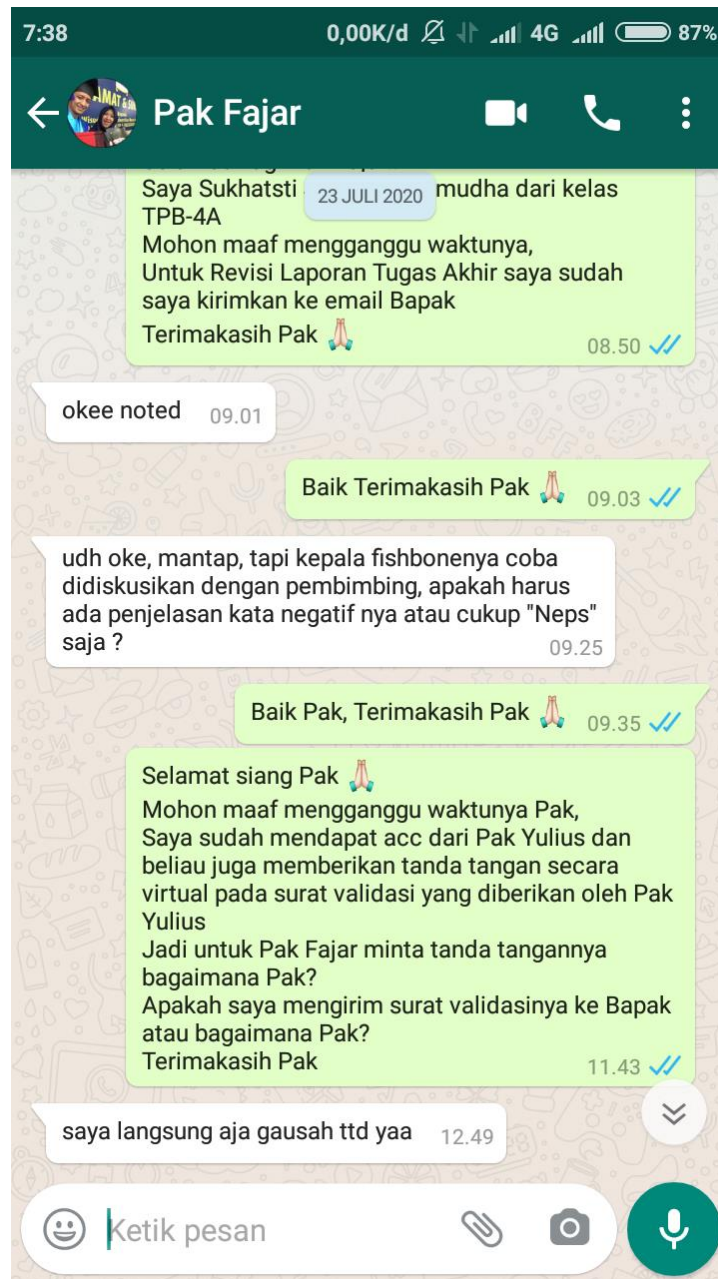 7:38
0,00K/d
4G
87%
Pak Fajar
Saya Sukhatsti
23 JULI 2020
mudha dari kelas
TPB-4A
Mohon maaf mengganggu waktunya,
Untuk Revisi Laporan Tugas Akhir saya sudah
saya kirimkan ke email Bapak
Terimakasih Pak 🙏🏻
08.50
okee noted
09.01
Baik Terimakasih Pak 🙏🏻
09.03
udh oke, mantap, tapi kepala fishbonenya coba
didiskusikan dengan pembimbing, apakah harus
ada penjelasan kata negatif nya atau cukup "Neps"
saja ?
09.25
Baik Pak, Terimakasih Pak 🙏🏻
09.35
Selamat siang Pak 🙏🏻
Mohon maaf mengganggu waktunya Pak,
Saya sudah mendapat acc dari Pak Yulius dan
beliau juga memberikan tanda tangan secara
virtual pada surat validasi yang diberikan oleh Pak
Yulius
Jadi untuk Pak Fajar minta tanda tangannya
bagaimana Pak?
Apakah saya mengirim surat validasinya ke Bapak
atau bagaimana Pak?
Terimakasih Pak
11.43
saya langsung aja gausah ttd yaa
12.49
Ketik pesan